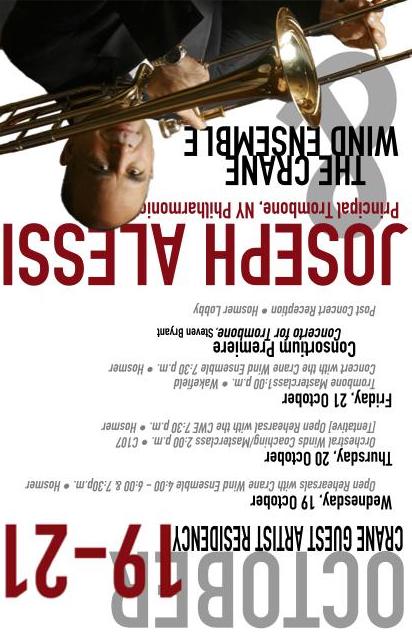 OCTOBER
19–21
CRANE GUEST ARTIST RESIDENCY
Wednesday, 19 October
Open Rehearsals with Crane Wind Ensemble 4:00 – 6:00 & 7:30p.m. • Hosmer
Thursday, 20 October
Orchestral Winds Coaching/Masterclass 2:00 p.m. • C107
[Tentative] Open Rehearsal with the CWE 7:30 p.m. • Hosmer
Friday, 21 October
Trombone Masterclass1:00 p.m. • Wakefield
Concert with the Crane Wind Ensemble 7:30 p.m. • Hosmer
Consortium Premiere
Concerto for Trombone, Steven Bryant
Post Concert Reception • Hosmer Lobby
JOSEPH ALESSI
Principal Trombone, NY Philharmonic
&
THE CRANE
WIND ENSEMBLE